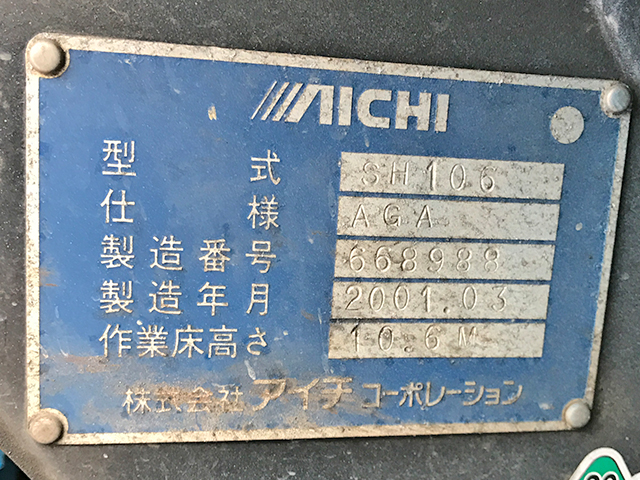 AICHI
型式 SH106
仕様 AGA
製造番号 668988
製造年月 2001.03
作業床高さ 10.6M
株式会社アイチコーポレーション